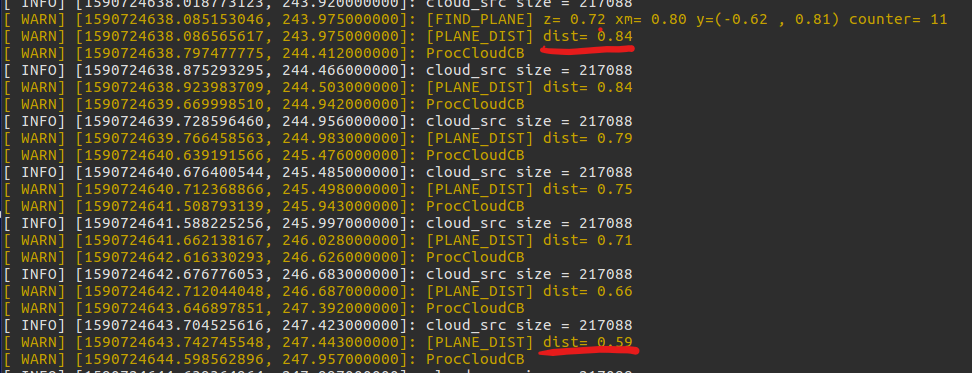 [ INFO] [1590724638.018773123, 243.920000000]: cloud_src size = 217088
[ WARN] [1590724638.085153046, 243.975000000]: [FIND_PLANE] z= 0.72 xm= 0.80 y=(-0.62 , 0.81) counter= 11
[ WARN] [1590724638.086565617, 243.975000000]: [PLANE_DIST] dist= 0.84
[ WARN] [1590724638.797477775, 244.412000000]: ProcCloudCB
[ INFO] [1590724638.875293295, 244.466000000]: cloud_src size = 217088
[ WARN] [1590724638.923983709, 244.503000000]: [PLANE_DIST] dist= 0.84
[ WARN] [1590724639.669998510, 244.942000000]: ProcCloudCB
[ INFO] [1590724639.728596460, 244.956000000]: cloud_src size = 217088
[ WARN] [1590724639.766458563, 244.983000000]: [PLANE_DIST] dist= 0.79
[ WARN] [1590724640.639191566, 245.476000000]: ProcCloudCB
[ INFO] [1590724640.676400544, 245.485000000]: cloud_src size = 217088
[ WARN] [1590724640.712368866, 245.498000000]: [PLANE_DIST] dist= 0.75
[ WARN] [1590724641.508793139, 245.943000000]: ProcCloudCB
[ INFO] [1590724641.588225256, 245.997000000]: cloud_src size = 217088
[ WARN] [1590724641.662138167, 246.028000000]: [PLANE_DIST] dist= 0.71
[ WARN] [1590724642.616330293, 246.626000000]: ProcCloudCB
[ INFO] [1590724642.676776053, 246.683000000]: cloud_src size = 217088
[ WARN] [1590724642.712044048, 246.687000000]: [PLANE_DIST] dist= 0.66
[ WARN] [1590724643.646897851, 247.392000000]: ProcCloudCB
[ INFO] [1590724643.704525616, 247.423000000]: cloud_src size = 217088
[ WARN] [1590724643.742745548, 247.443000000]: [PLANE_DIST] dist= 0.59
[ WARN] [1590724644.598562896, 247.957000000]: ProcCloudCB